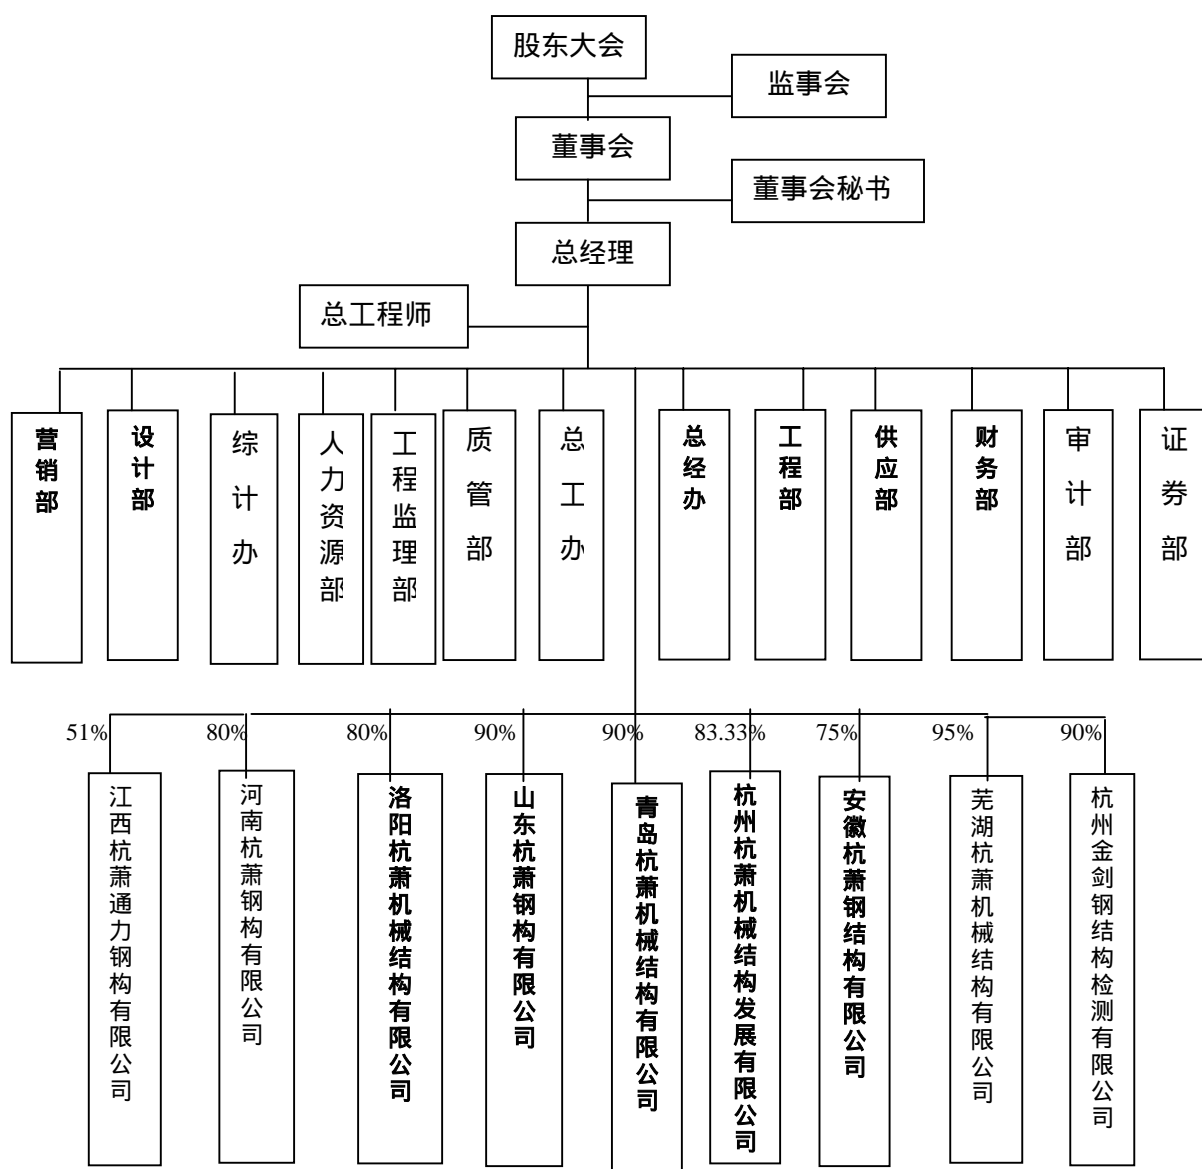 股东大会
监事会
董事会
董事会秘书
总经理
总工程师
营销部
设计部
综计办
人力资源部
工程监理部
质管部
总工办
总经办
工程部
供应部
财务部
审计部
证券部
51%
80%
80%
90%
90%
83.33%
75%
95%
90%
江西杭萧通力钢构有限公司
河南杭萧钢构有限公司
洛阳杭萧机械结构有限公司
山东杭萧钢构有限公司
青岛杭萧机械结构有限公司
杭州杭萧机械结构发展有限公司
安徽杭萧钢结构有限公司
芜湖杭萧机械结构有限公司
杭州金剑钢结构检测有限公司